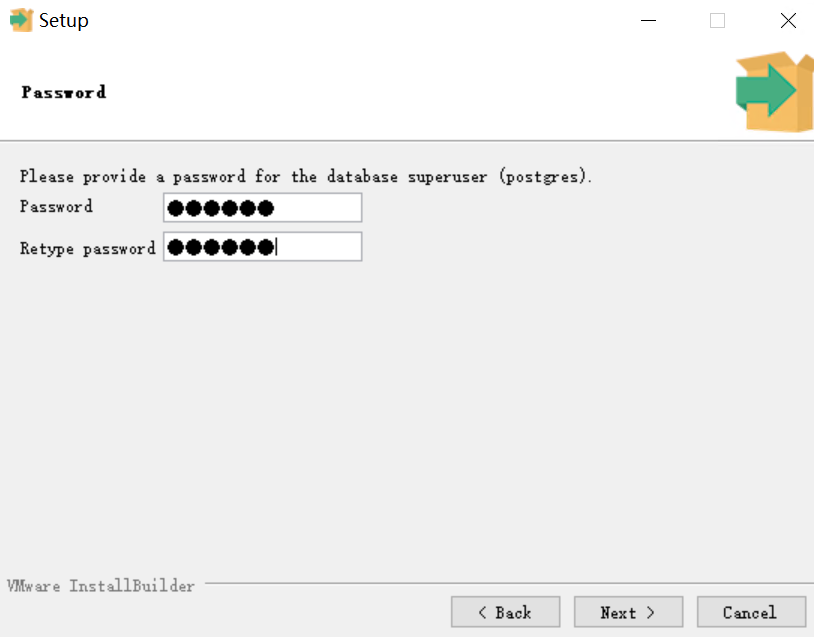 Setup
Password
Please provide a password for the database superuser (postgres).
Password ●●●●●●
Retype password ●●●●●●
VMware InstallBuilder
< Back
Next >
Cancel